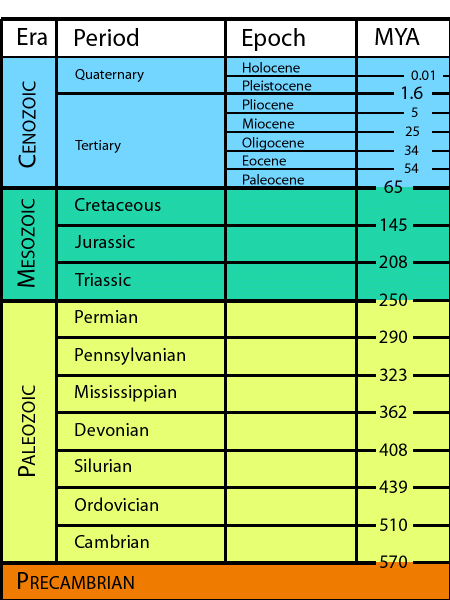 Era Period Epoch MYA
CENOZOIC
Quaternary
Holocene
0.01
Pleistocene
1.6
Tertiary
Pliocene
5
Miocene
25
Oligocene
34
Eocene
54
Paleocene
65
MESOZOIC
Cretaceous
145
Jurassic
208
Triassic
250
PALEOZOIC
Permian
290
Pennsylvanian
323
Mississippian
362
Devonian
408
Silurian
439
Ordovician
510
Cambrian
570
PRECAMBRIAN